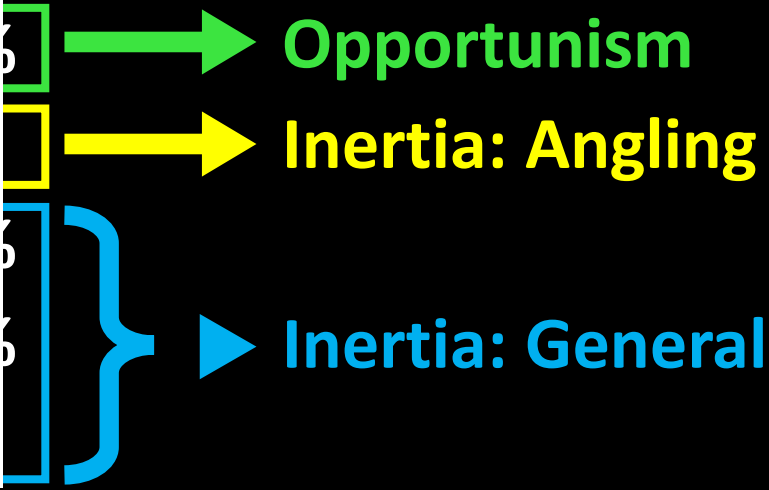 % Opportunism
Inertia: Angling
%
% Inertia: General